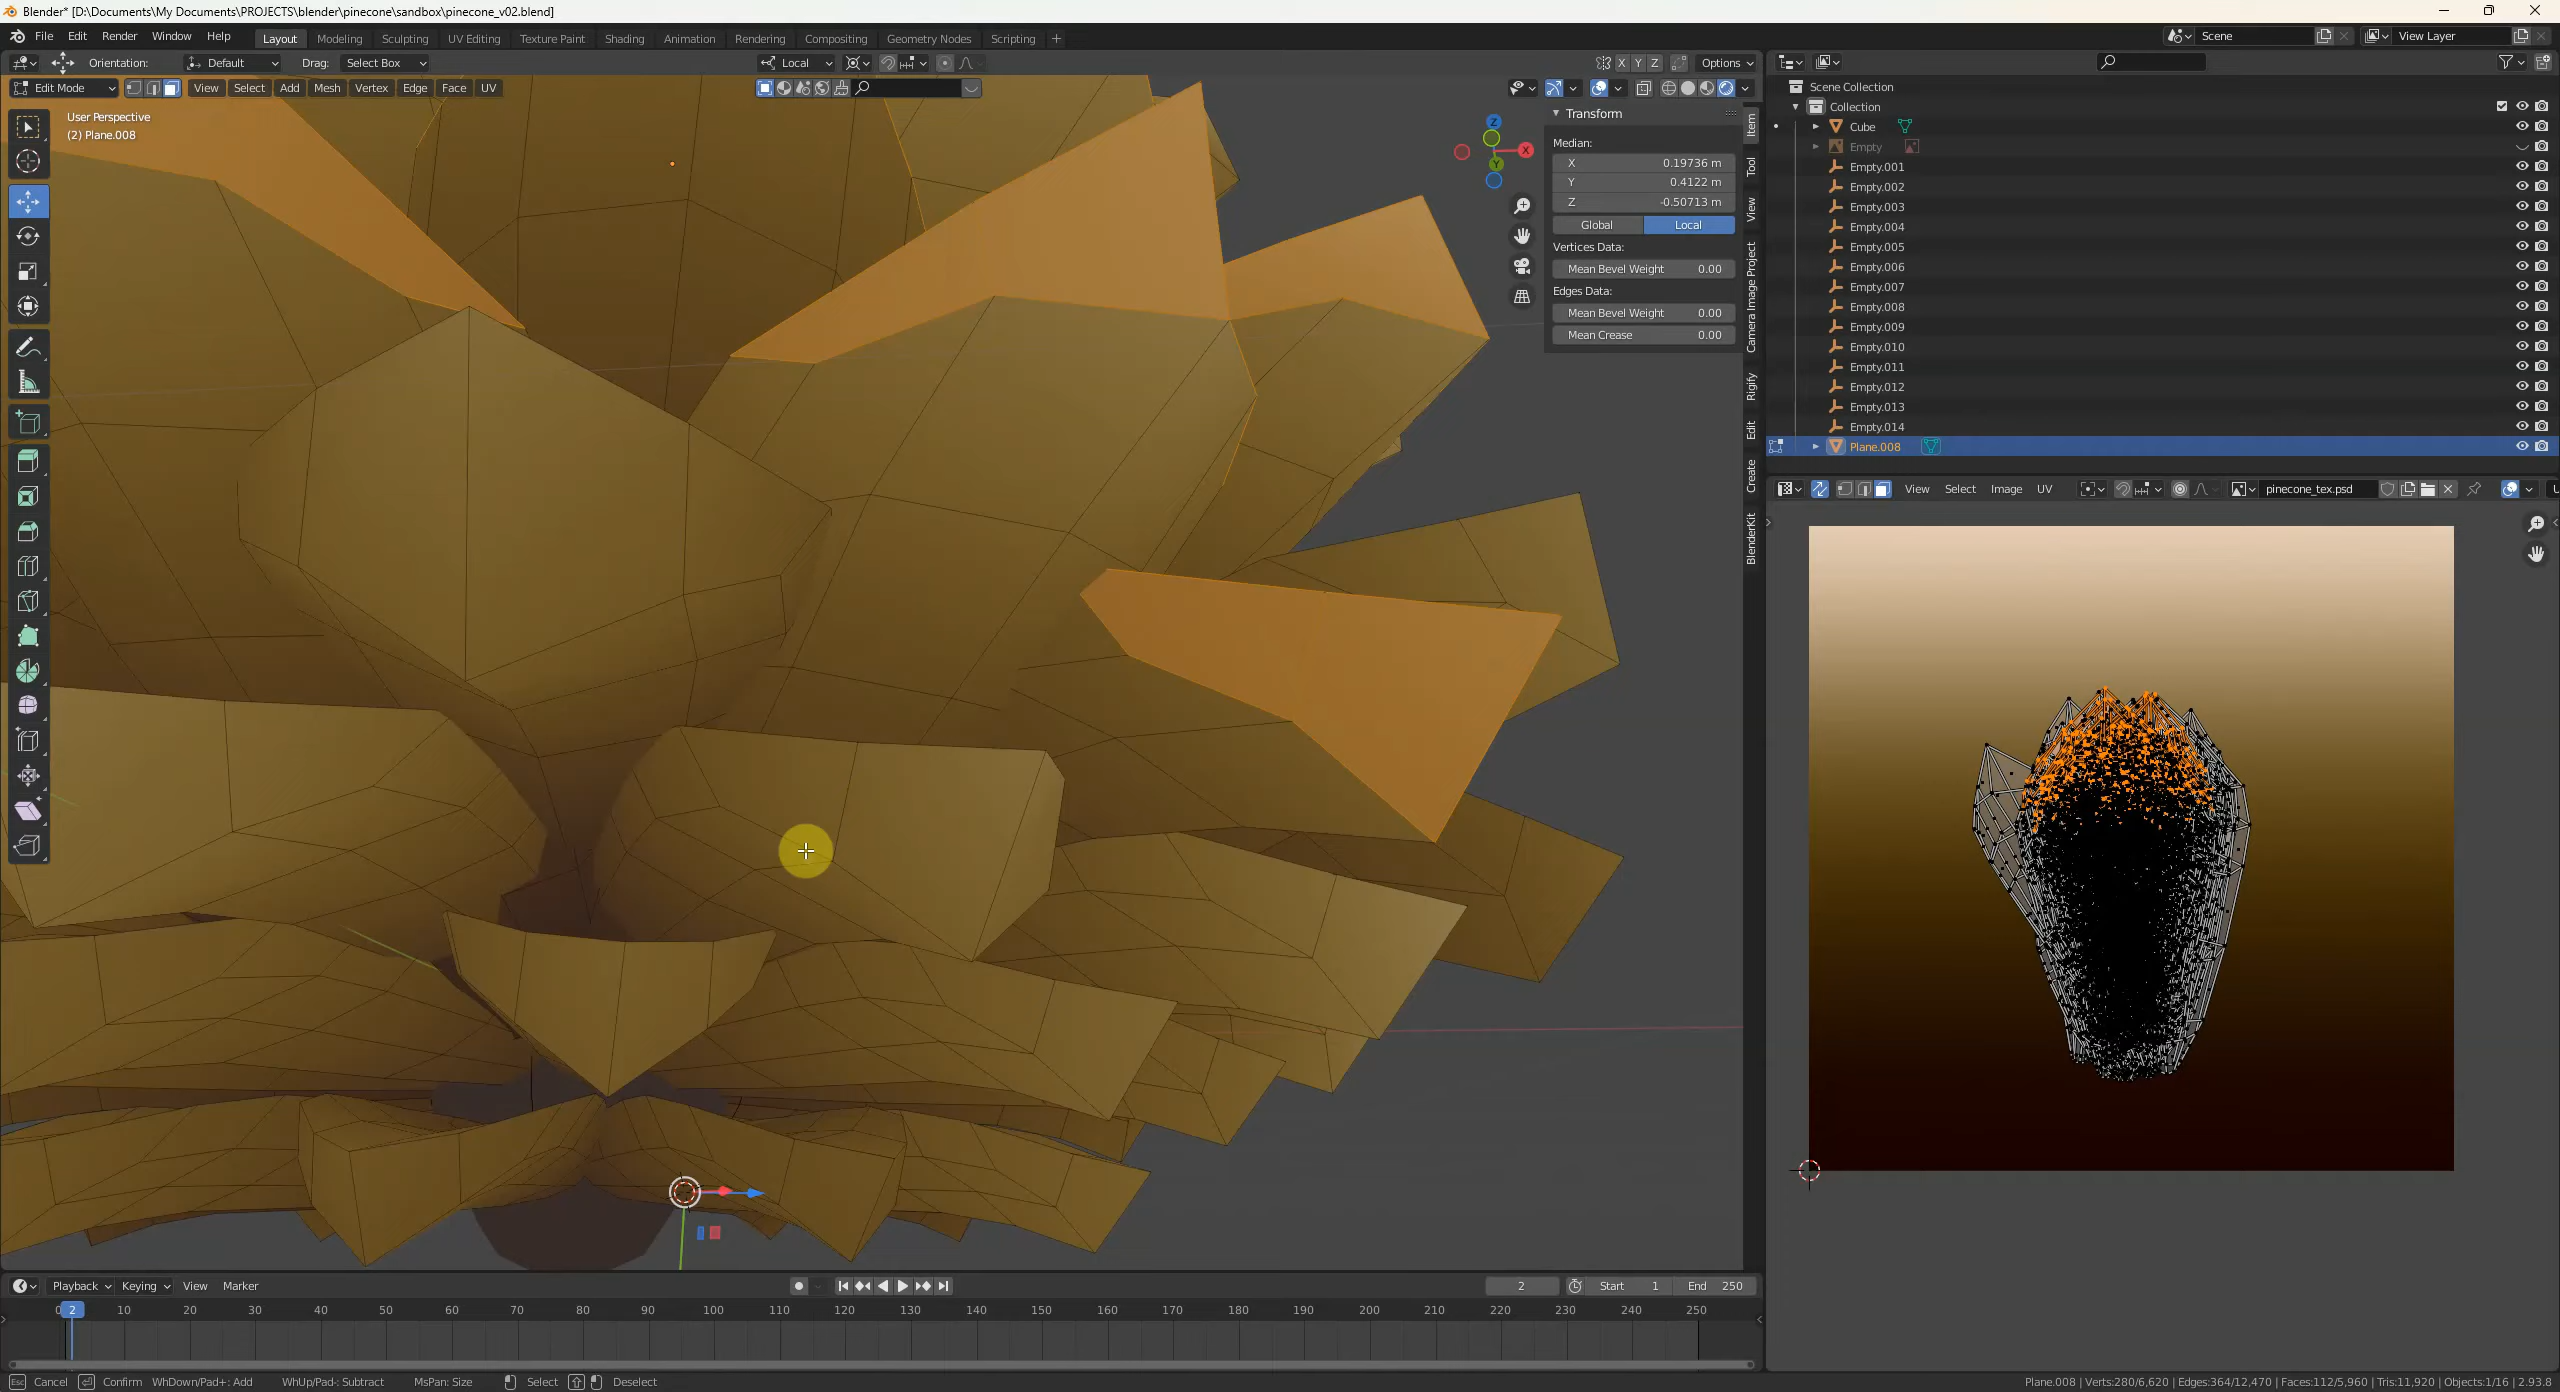 Blender* [D:\Documents\My Documents\PROJECTS\blender\pinecone\sandbox\pinecone_v02.blend]
File Edit Render Window Help Layout Modeling Sculpting UV Editing Texture Paint Shading Animation Rendering Compositing Geometry Nodes Scripting + Scene View Layer
Orientation: Default Drag: Select Box Local X Y Z Options
Edit Mode View Select Add Mesh Vertex Edge Face UV
User Perspective
(2) Plane.008
Z
X
Y
Transform
Median:
X 0.19736 m
Y 0.4122 m
Z -0.50713 m
Global Local
Vertices Data:
Mean Bevel Weight 0.00
Edges Data:
Mean Bevel Weight 0.00
Mean Crease 0.00
Item
Tool
View
Camera Image Project
Rigify
Edit
Create
BlenderKit
Scene Collection
Collection
Cube
Empty
Empty.001
Empty.002
Empty.003
Empty.004
Empty.005
Empty.006
Empty.007
Empty.008
Empty.009
Empty.010
Empty.011
Empty.012
Empty.013
Empty.014
Plane.008
View Select Image UV pinecone_tex.psd
Playback Keying View Marker 2 Start 1 End 250
0 2 10 20 30 40 50 60 70 80 90 100 110 120 130 140 150 160 170 180 190 200 210 220 230 240 250
Esc Cancel Confirm WhDown/Pad+: Add WhUp/Pad-: Subtract MsPan: Size Select Deselect Plane.008 | Verts:280/6,620 | Edges:364/12,470 | Faces:112/5,960 | Tris:11,920 | Objects:1/16 | 2.93.8